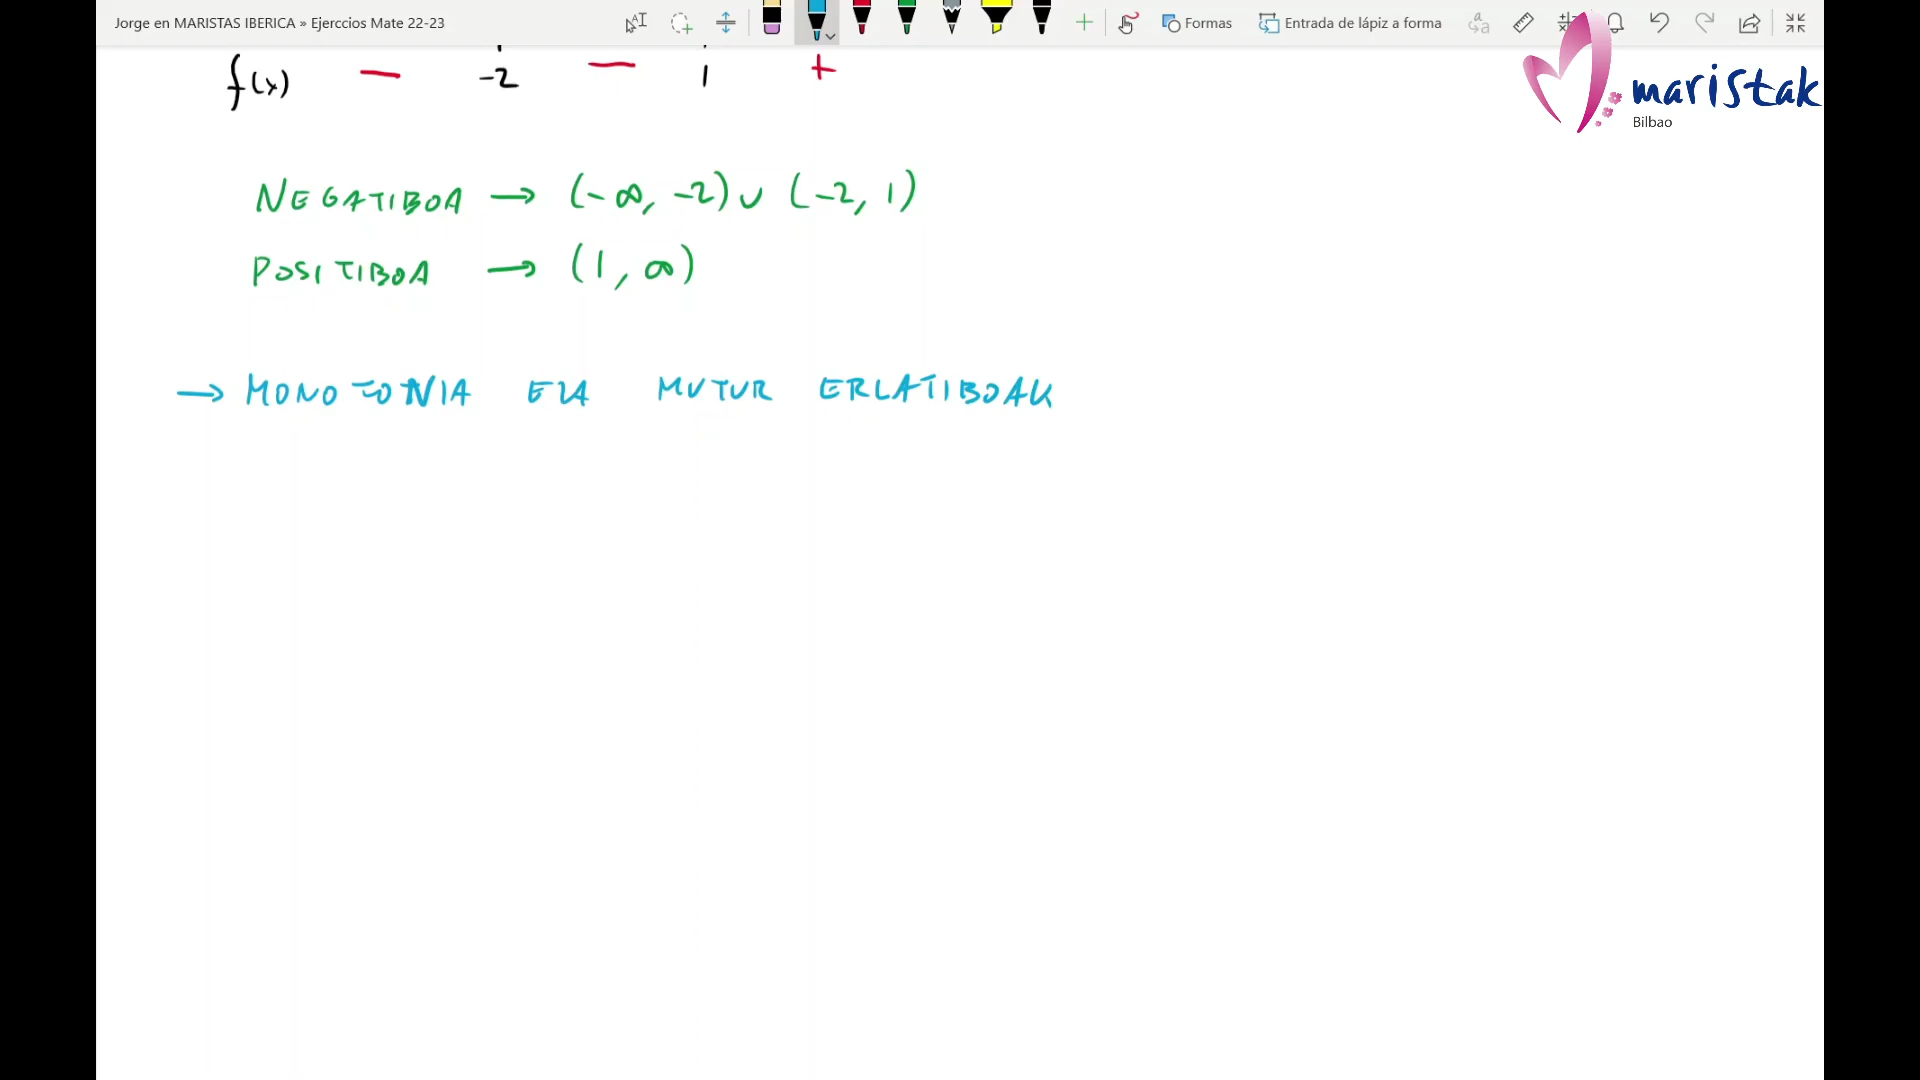 Jorge en MARISTAS IBERICA » Ejerccios Mate 22-23 Formas Entrada de lápiz a forma
maristak
Bilbao
f(x) − -2 − 1 +
NEGATIBOA → (-∞, -2) ∪ (-2, 1)
POSITIBOA → (1, ∞)
→ MONOTONIA ETA MUTUR ERLATIBOAK